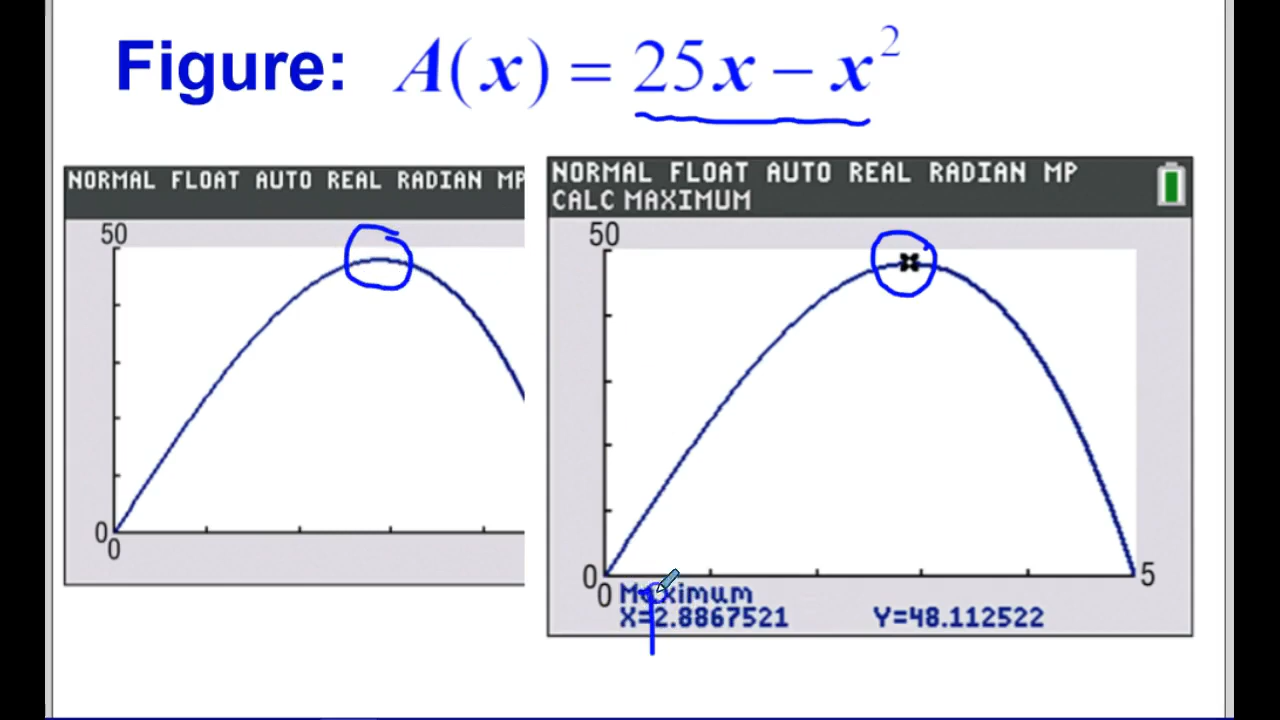 Figure: A(x) = 25x − x²
NORMAL FLOAT AUTO REAL RADIAN MP
50
0
0
NORMAL FLOAT AUTO REAL RADIAN MP
CALC MAXIMUM
50
0
0
5
Maximum
X=2.8867521 Y=48.112522